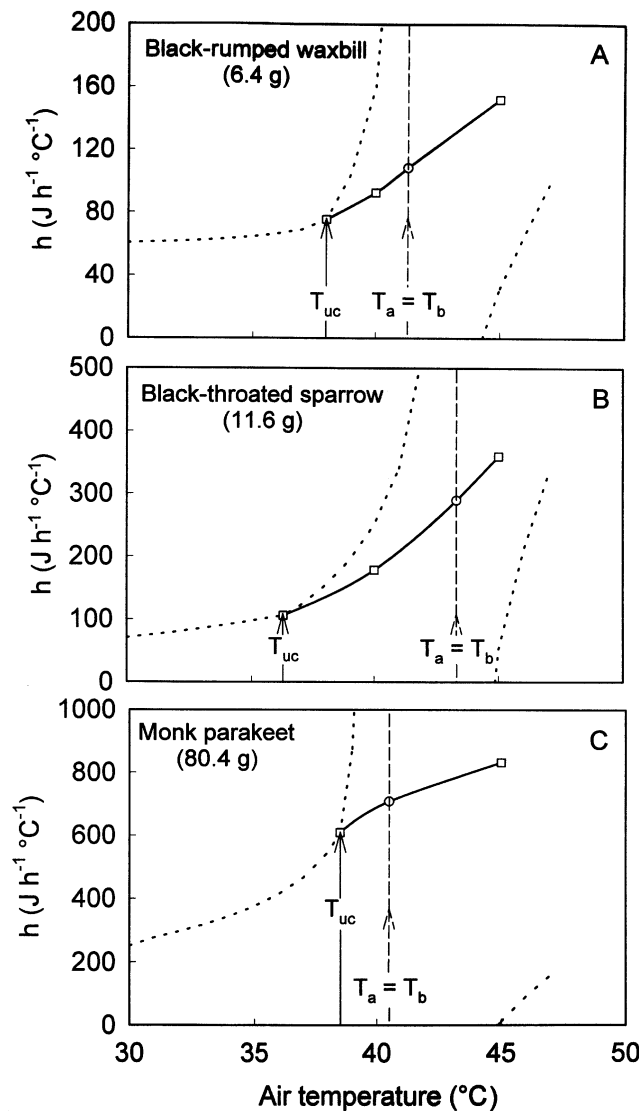 Black-rumped waxbill
(6.4 g)
A
200
160
120
80
40
0
h (J h⁻¹ °C⁻¹)
Tuc
Ta = Tb
Black-throated sparrow
(11.6 g)
B
500
400
300
200
100
0
h (J h⁻¹ °C⁻¹)
Tuc
Ta = Tb
Monk parakeet
(80.4 g)
C
1000
800
600
400
200
0
h (J h⁻¹ °C⁻¹)
Tuc
Ta = Tb
30 35 40 45 50
Air temperature (°C)